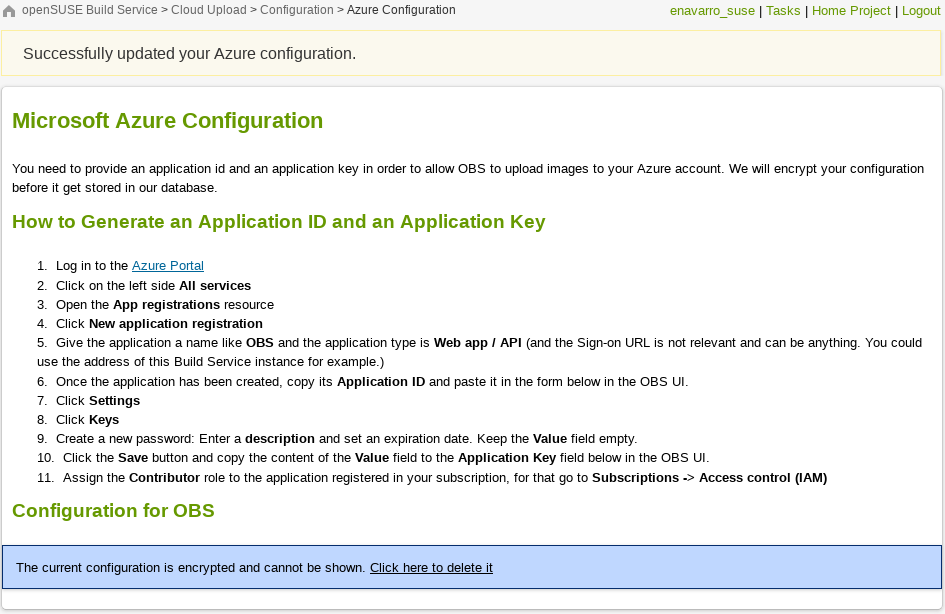 openSUSE Build Service > Cloud Upload > Configuration > Azure Configuration
enavarro_suse | Tasks | Home Project | Logout
Successfully updated your Azure configuration.
Microsoft Azure Configuration
You need to provide an application id and an application key in order to allow OBS to upload images to your Azure account. We will encrypt your configuration
before it get stored in our database.
How to Generate an Application ID and an Application Key
1. Log in to the Azure Portal
2. Click on the left side All services
3. Open the App registrations resource
4. Click New application registration
5. Give the application a name like OBS and the application type is Web app / API (and the Sign-on URL is not relevant and can be anything. You could
use the address of this Build Service instance for example.)
6. Once the application has been created, copy its Application ID and paste it in the form below in the OBS UI.
7. Click Settings
8. Click Keys
9. Create a new password: Enter a description and set an expiration date. Keep the Value field empty.
10. Click the Save button and copy the content of the Value field to the Application Key field below in the OBS UI.
11. Assign the Contributor role to the application registered in your subscription, for that go to Subscriptions -> Access control (IAM)
Configuration for OBS
The current configuration is encrypted and cannot be shown. Click here to delete it